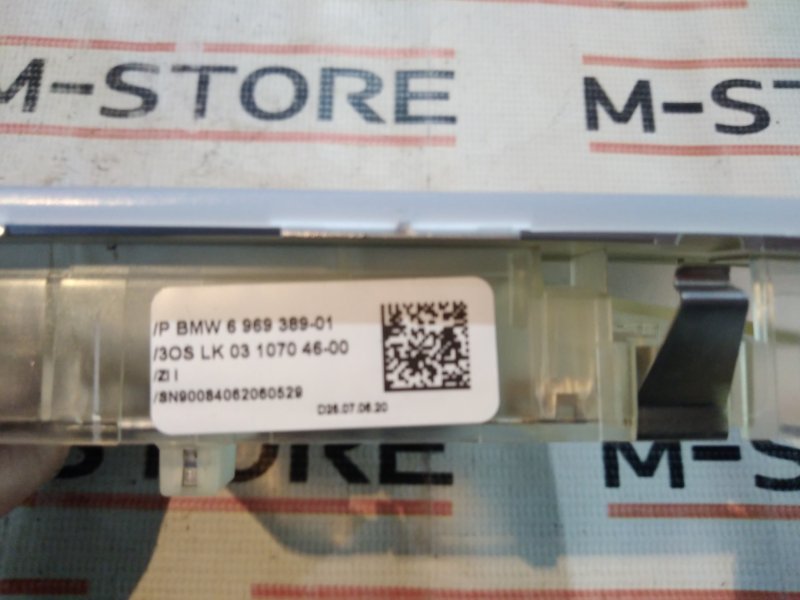 M-STORE
M-ST
/P BMW 6 969 389-01
/3OS LK 03 1070 46-00
/ZI I
/SN90084062060529
D26.07.06.20
STORE
M-S